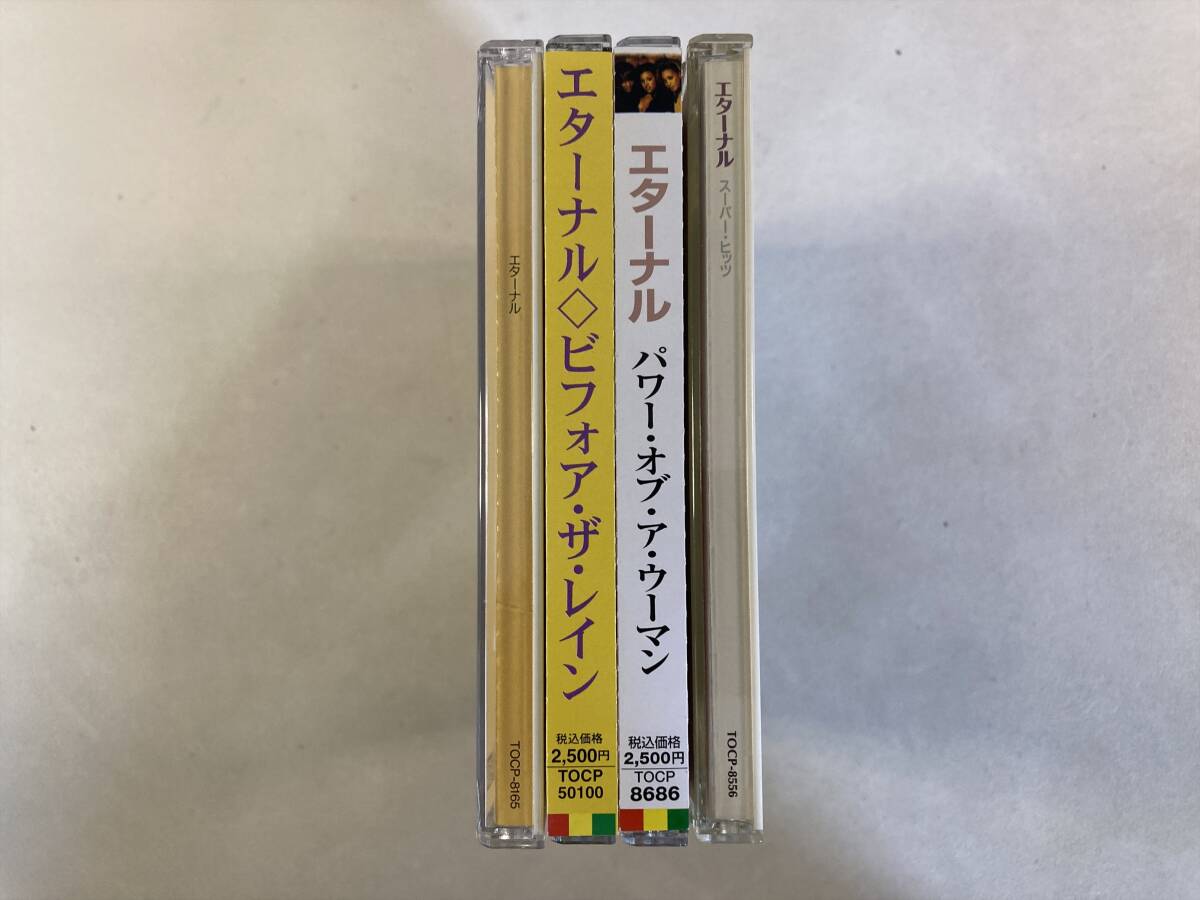 エターナル
TOCP-8165
エターナル◇ビフォア・ザ・レイン
税込価格
2,500円
TOCP
50100
エターナル
パワー・オブ・ア・ウーマン
税込価格
2,500円
TOCP
8686
エターナル スーパー・ヒッツ
TOCP-8556